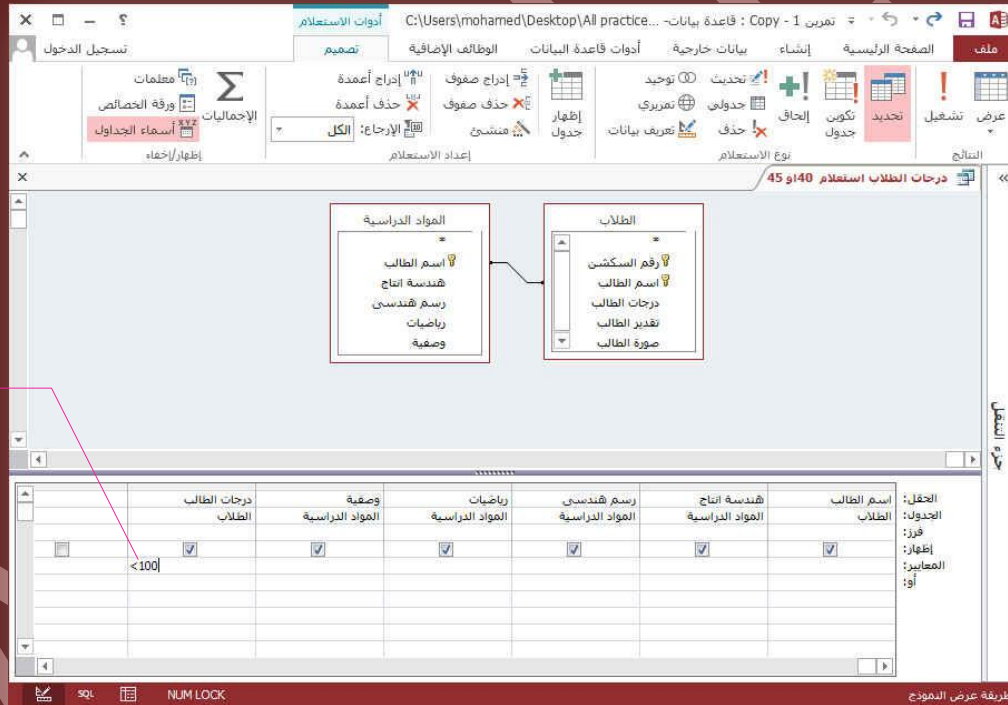 تمرين 1 - Copy : قاعدة بيانات- C:\Users\mohamed\Desktop\All practice...
أدوات الاستعلام
ملف
الصفحة الرئيسية
إنشاء
بيانات خارجية
أدوات قاعدة البيانات
الوظائف الإضافية
تصميم
تسجيل الدخول
عرض
تشغيل
تحديد
تكوين جدول
إلحاق
تحديث
جدولي
حذف
توحيد
تمريري
تعريف بيانات
إظهار جدول
إدراج صفوف
حذف صفوف
منشئ
إدراج أعمدة
حذف أعمدة
الإرجاع: الكل
الإجماليات
معلمات
ورقة الخصائص
أسماء الجداول
النتائج
نوع الاستعلام
إعداد الاستعلام
إظهار/إخفاء
درجات الطلاب استعلام 40او 45
جزء التنقل
الطلاب
*
رقم السكشن
اسم الطالب
درجات الطالب
تقدير الطالب
صورة الطالب
المواد الدراسية
*
اسم الطالب
هندسة انتاج
رسم هندسى
رياضيات
وصفية
الحقل: اسم الطالب هندسة انتاج رسم هندسى رياضيات وصفية درجات الطالب
الجدول: الطلاب المواد الدراسية المواد الدراسية المواد الدراسية المواد الدراسية الطلاب
فرز:
إظهار:
المعايير: <100
أو:
طريقة عرض النموذج
NUM LOCK
SQL